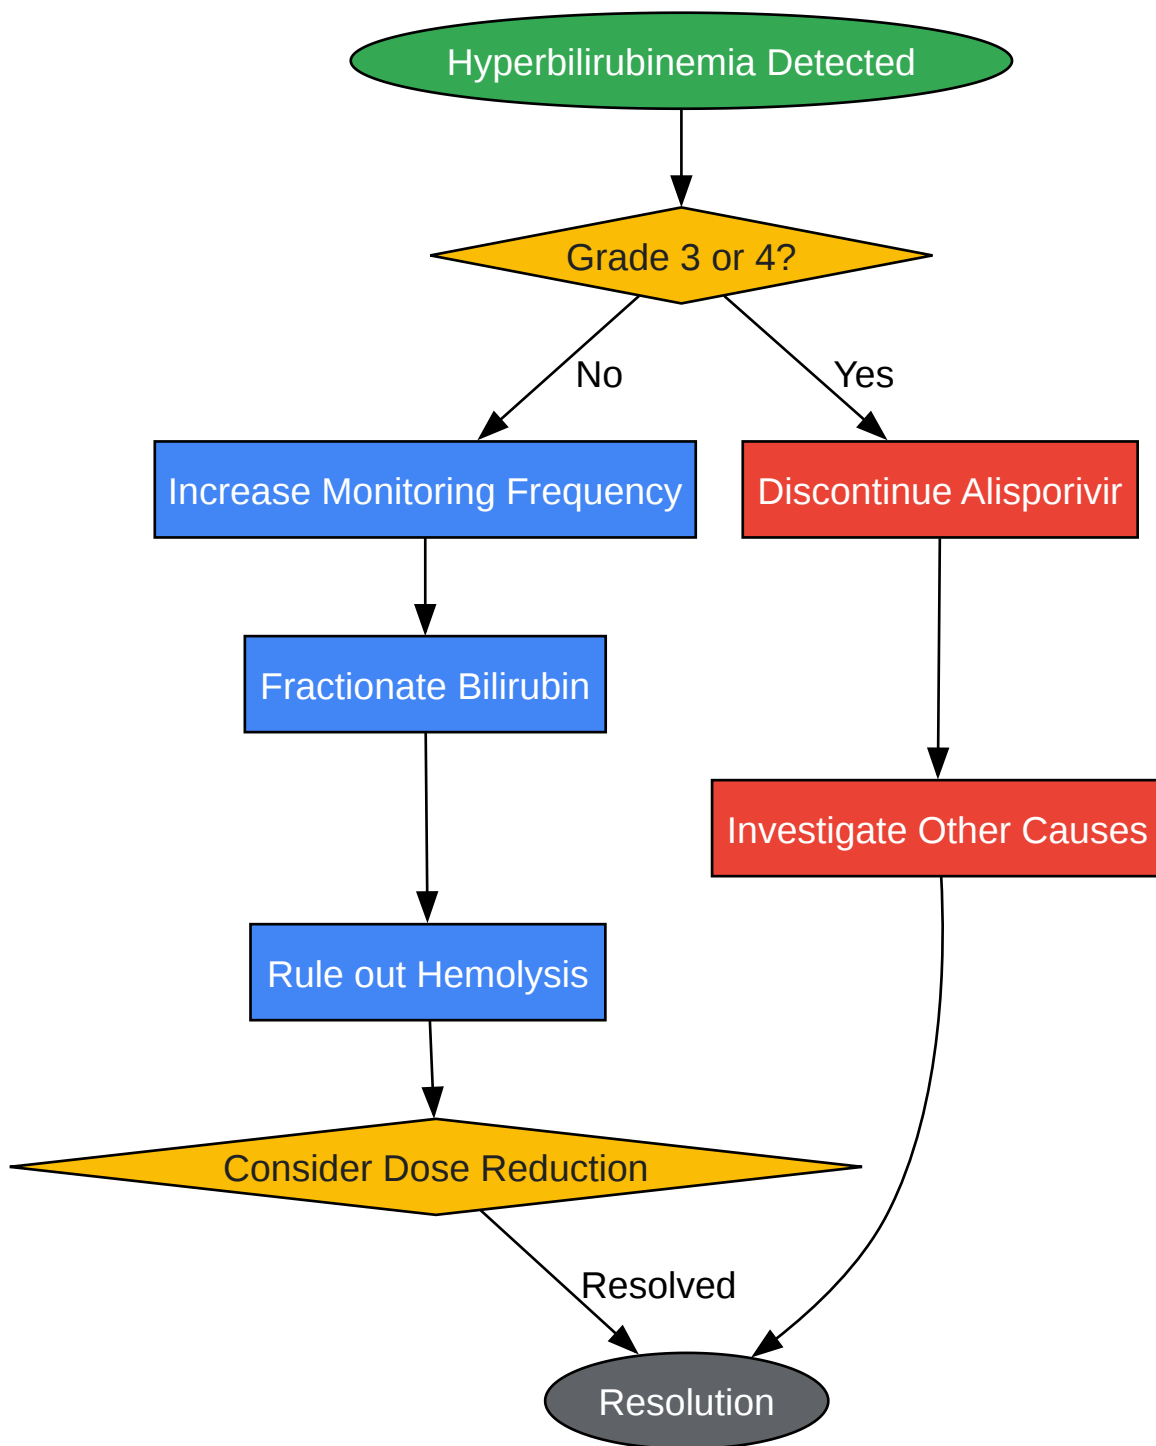 Hyperbilirubinemia Detected
Grade 3 or 4?
No
Yes
Increase Monitoring Frequency
Discontinue Alisporivir
Fractionate Bilirubin
Investigate Other Causes
Rule out Hemolysis
Consider Dose Reduction
Resolved
Resolution